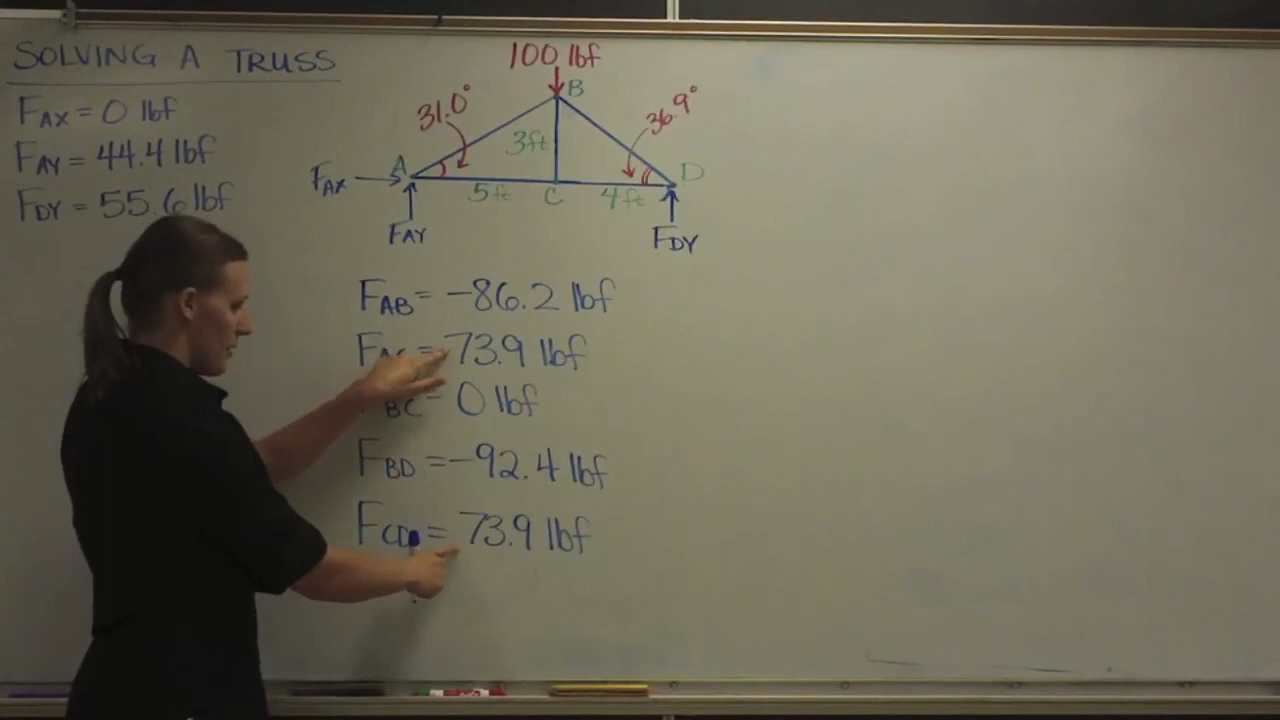 SOLVING A TRUSS
FAX = 0 lbf
FAY = 44.4 lbf
FDY = 55.6 lbf
100 lbf
B
31.0°
36.9°
3ft
A
D
FAX
5ft
C
4ft
FAY
FDY
FAB = -86.2 lbf
FAC = 73.9 lbf
BC = 0 lbf
FBD = -92.4 lbf
FCD = 73.9 lbf